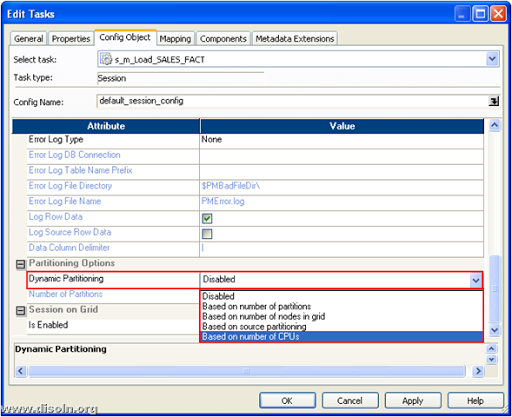 Edit Tasks
General Properties Config Object Mapping Components Metadata Extensions
Select task: s_m_Load_SALES_FACT
Task type: Session
Config Name: default_session_config
Attribute Value
Error Log Type None
Error Log DB Connection
Error Log Table Name Prefix
Error Log File Directory $PMBadFileDir\
Error Log File Name PMError.log
Log Row Data
Log Source Row Data
Data Column Delimiter |
Partitioning Options
Dynamic Partitioning Disabled
Number of Partitions Disabled
Based on number of partitions
Session on Grid Based on number of nodes in grid
Is Enabled Based on source partitioning
Based on number of CPUs
Dynamic Partitioning
OK Cancel Apply Help
www.disoln.org